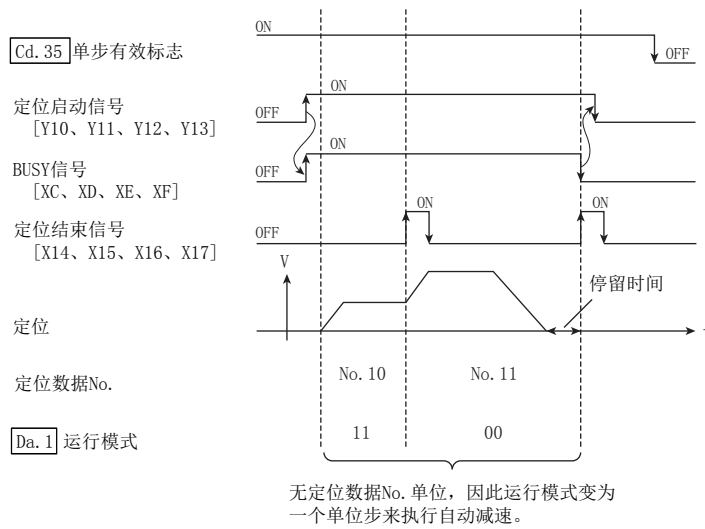 ON
Cd. 35 单步有效标志
OFF
定位启动信号
[Y10、Y11、Y12、Y13]
OFF
ON
BUSY信号
[XC、XD、XE、XF]
OFF
ON
定位结束信号
[X14、X15、X16、X17]
OFF
ON
ON
V
停留时间
定位
定位数据No.
No. 10
No. 11
Da. 1 运行模式
11
00
无定位数据No.单位, 因此运行模式变为
一个单位步来执行自动减速。